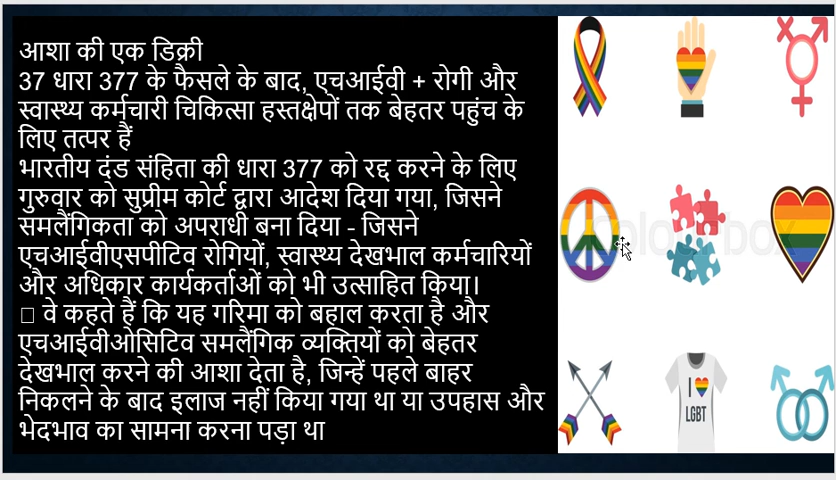 आशा की एक डिक्री
37 धारा 377 के फैसले के बाद, एचआईवी + रोगी और
स्वास्थ्य कर्मचारी चिकित्सा हस्तक्षेपों तक बेहतर पहुंच के
लिए तत्पर हैं
भारतीय दंड संहिता की धारा 377 को रद्द करने के लिए
गुरुवार को सुप्रीम कोर्ट द्वारा आदेश दिया गया, जिसने
समलैंगिकता को अपराधी बना दिया - जिसने
एचआईवीएसपीटिव रोगियों, स्वास्थ्य देखभाल कर्मचारियों
और अधिकार कार्यकर्ताओं को भी उत्साहित किया।
वे कहते हैं कि यह गरिमा को बहाल करता है और
एचआईवीओसिटिव समलैंगिक व्यक्तियों को बेहतर
देखभाल करने की आशा देता है, जिन्हें पहले बाहर
निकलने के बाद इलाज नहीं किया गया था या उपहास और
भेदभाव का सामना करना पड़ा था
I
LGBT